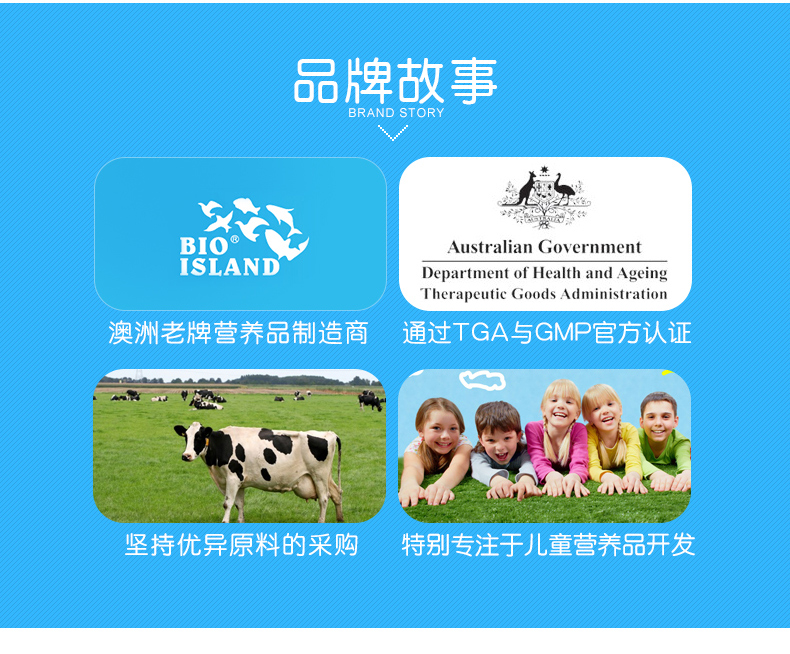 品牌故事
BRAND STORY
BIO®
ISLAND
AUSTRALIA
Australian Government
Department of Health and Ageing
Therapeutic Goods Administration
澳洲老牌营养品制造商
通过TGA与GMP官方认证
坚持优异原料的采购
特别专注于儿童营养品开发